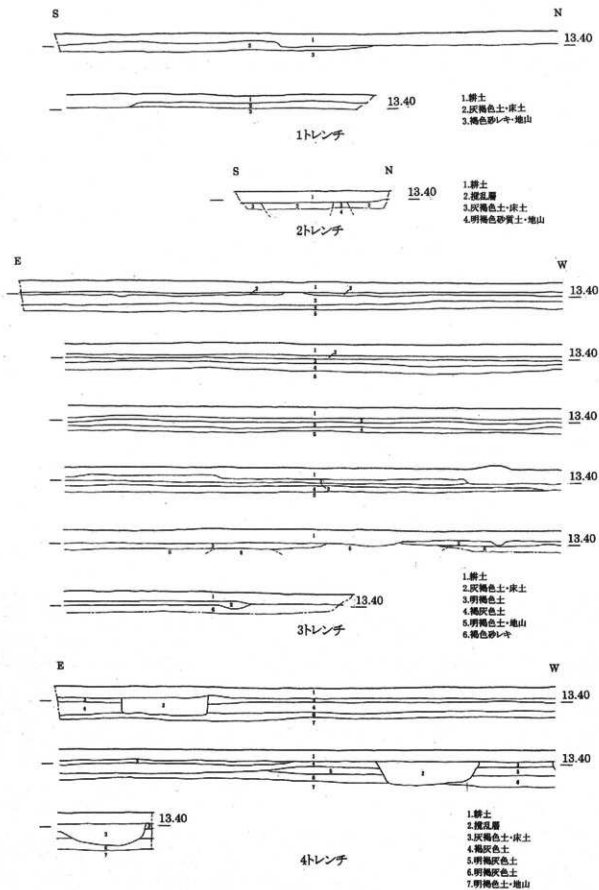 S N
13.40
13.40
1.耕土
2.灰褐色土・床土
3.褐色砂レキ・地山
1トレンチ
S N
13.40
1.耕土
2.撹乱層
3.灰褐色土・床土
4.明褐色砂質土・地山
2トレンチ
E W
13.40
13.40
13.40
13.40
13.40
13.40
1.耕土
2.灰褐色土・床土
3.明褐色土
4.褐灰色土
5.明褐色土・地山
6.褐色砂レキ
3トレンチ
E W
13.40
13.40
13.40
1.耕土
2.撹乱層
3.灰褐色土・床土
4.褐灰色土
5.明褐灰色土
6.明褐灰色土
7.明褐色土・地山
4トレンチ